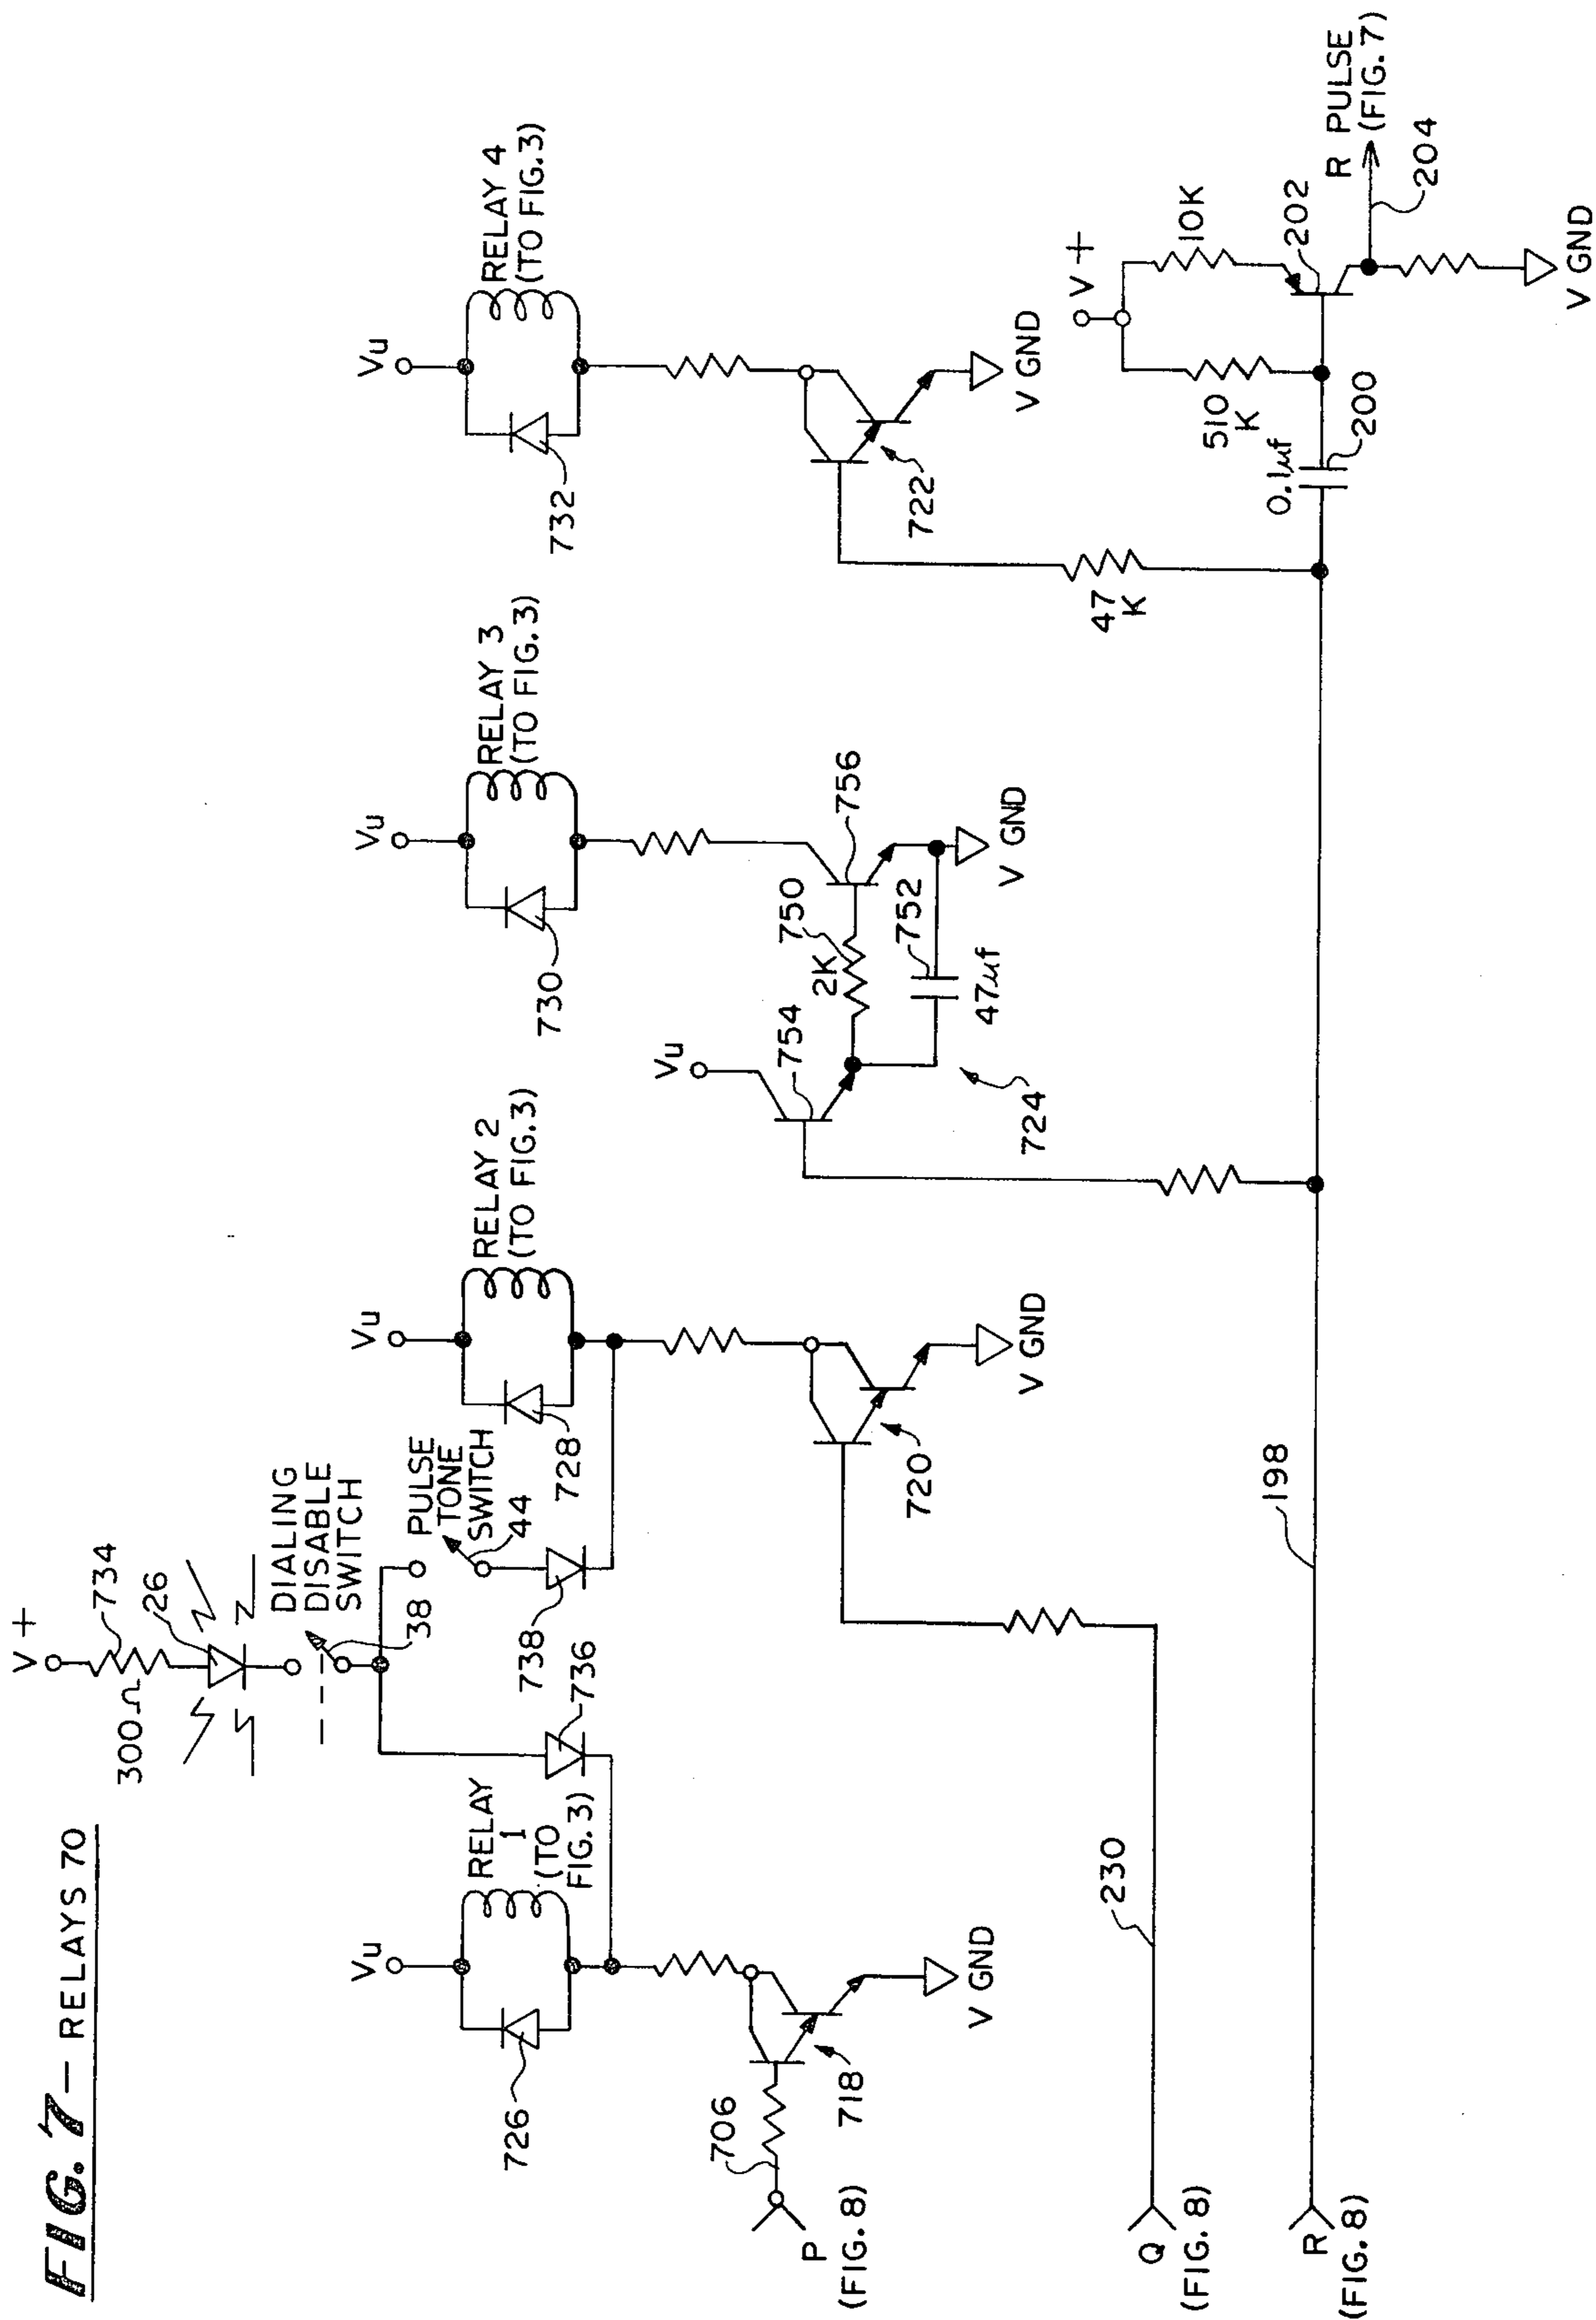 FIG. 7 — RELAYS 70
V +
734
300Ω
26
DIALING
DISABLE
SWITCH
38
PULSE
TONE
SWITCH
44
738
736
Vu
RELAY
1
(TO
FIG. 3)
726
706
718
V GND
P
(FIG. 8)
Vu
RELAY 2
(TO FIG. 3)
728
720
V GND
230
Q
(FIG. 8)
Vu
RELAY 3
(TO FIG. 3)
730
Vu
754
750
2K
756
752
47µf
724
V GND
Vu
RELAY 4
(TO FIG. 3)
732
722
V GND
47
K
198
R
(FIG. 8)
V +
510
K
10K
0.1µf
200
202
R PULSE
(FIG. 7)
204
V GND